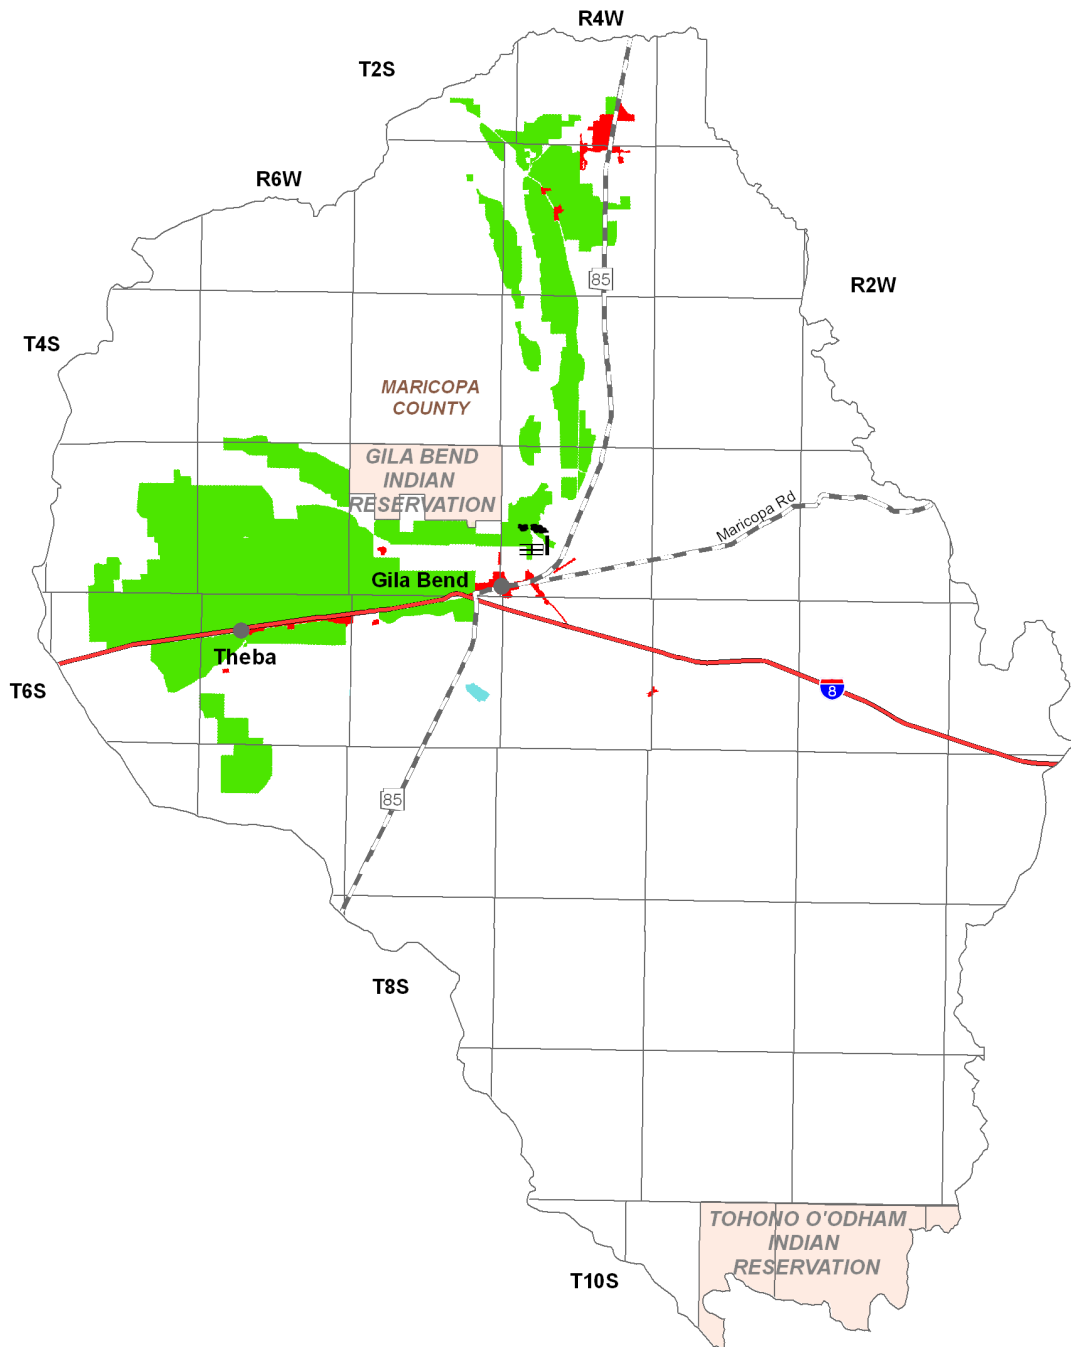 R4W
T2S
R6W
85
R2W
T4S
MARICOPA
COUNTY
GILA BEND
INDIAN
RESERVATION
Maricopa Rd
Gila Bend
Theba
T6S
8
85
T8S
TOHONO O'ODHAM
INDIAN
RESERVATION
T10S